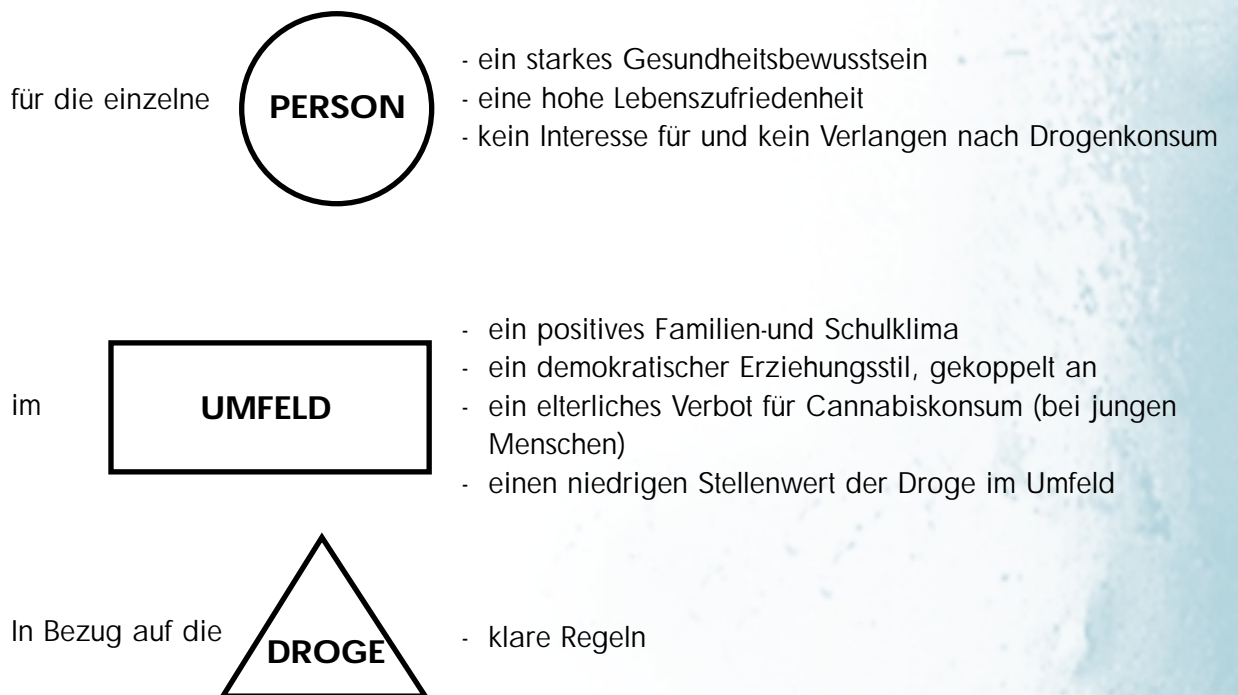 - ein starkes Gesundheitsbewusstsein
für die einzelne PERSON - eine hohe Lebenszufriedenheit
- kein Interesse für und kein Verlangen nach Drogenkonsum
- ein positives Familien-und Schulklima
- ein demokratischer Erziehungsstil, gekoppelt an
im UMFELD - ein elterliches Verbot für Cannabiskonsum (bei jungen
Menschen)
- einen niedrigen Stellenwert der Droge im Umfeld
In Bezug auf die DROGE - klare Regeln